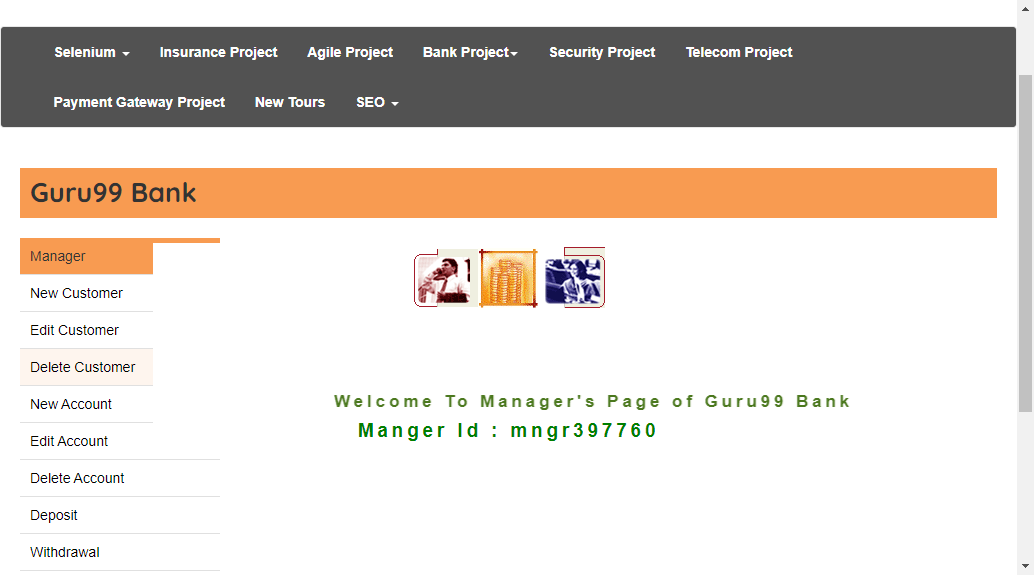 Selenium Insurance Project Agile Project Bank Project Security Project Telecom Project
Payment Gateway Project New Tours SEO
Guru99 Bank
Manager
New Customer
Edit Customer
Delete Customer
New Account
Edit Account
Delete Account
Deposit
Withdrawal
Welcome To Manager's Page of Guru99 Bank
Manger Id : mngr397760